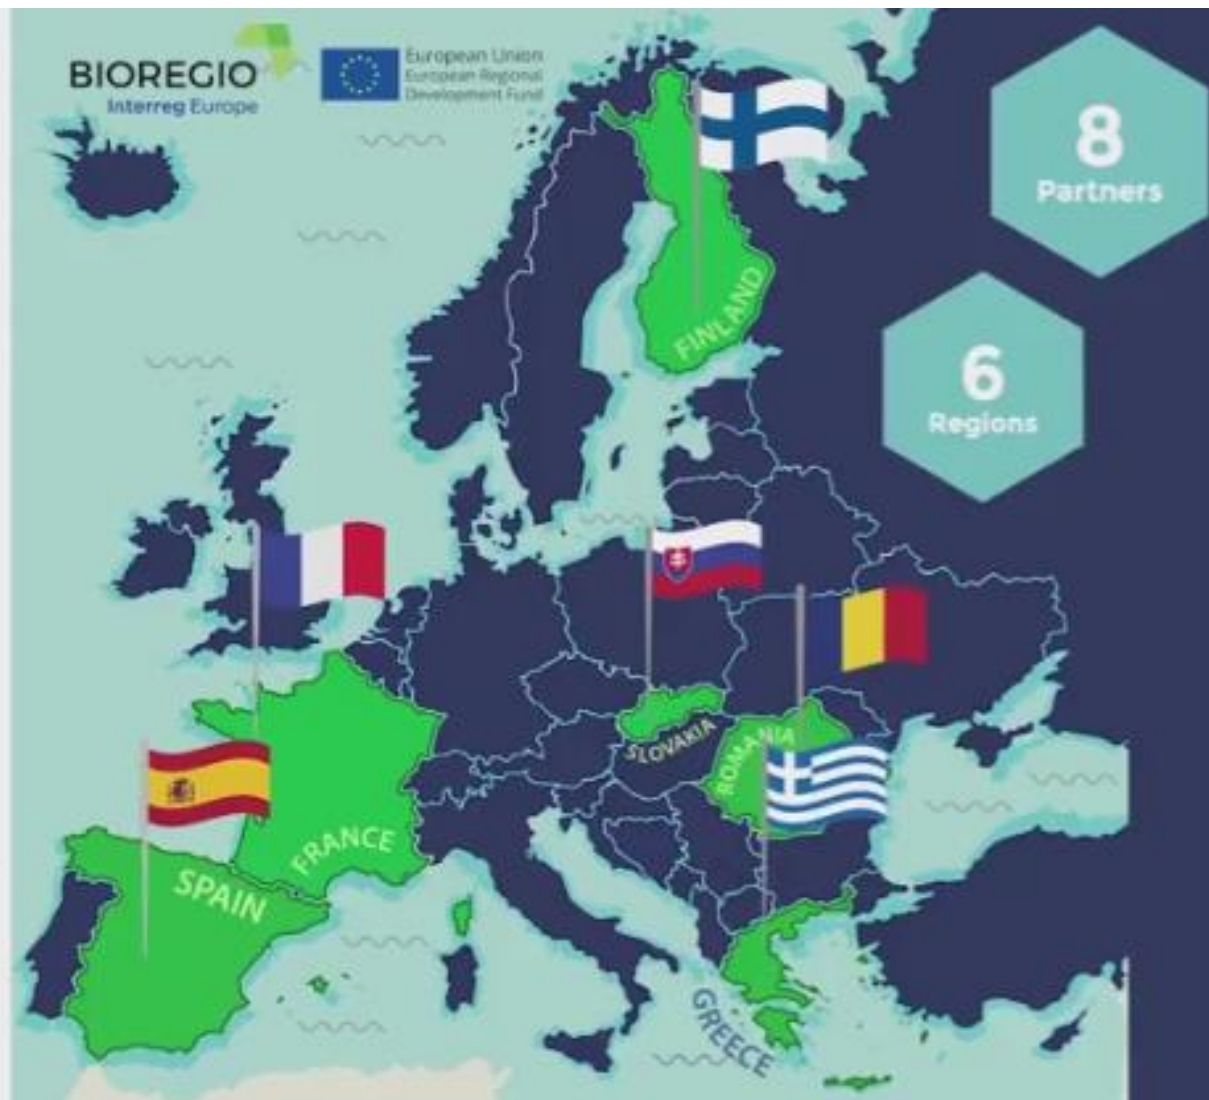 BIOREGIO
Interreg Europe
European Union
European Regional
Development Fund
8
Partners
6
Regions
FINLAND
SLOVAKIA
ROMANIA
FRANCE
SPAIN
GREECE